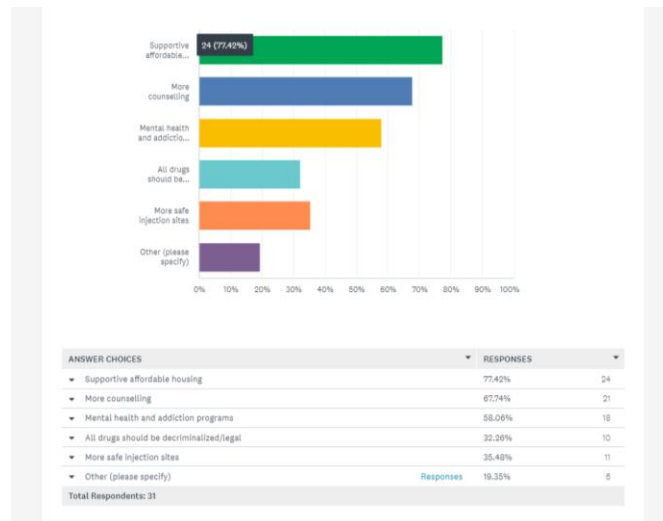 Supportive
affordable...
24 (77.42%)
More
counselling
Mental health
and addictio...
All drugs
should be...
More safe
injection sites
Other (please
specify)
0% 10% 20% 30% 40% 50% 60% 70% 80% 90% 100%
ANSWER CHOICES RESPONSES
Supportive affordable housing 77.42% 24
More counselling 67.74% 21
Mental health and addiction programs 58.06% 18
All drugs should be decriminalized/legal 32.26% 10
More safe injection sites 35.48% 11
Other (please specify) Responses 19.35% 6
Total Respondents: 31